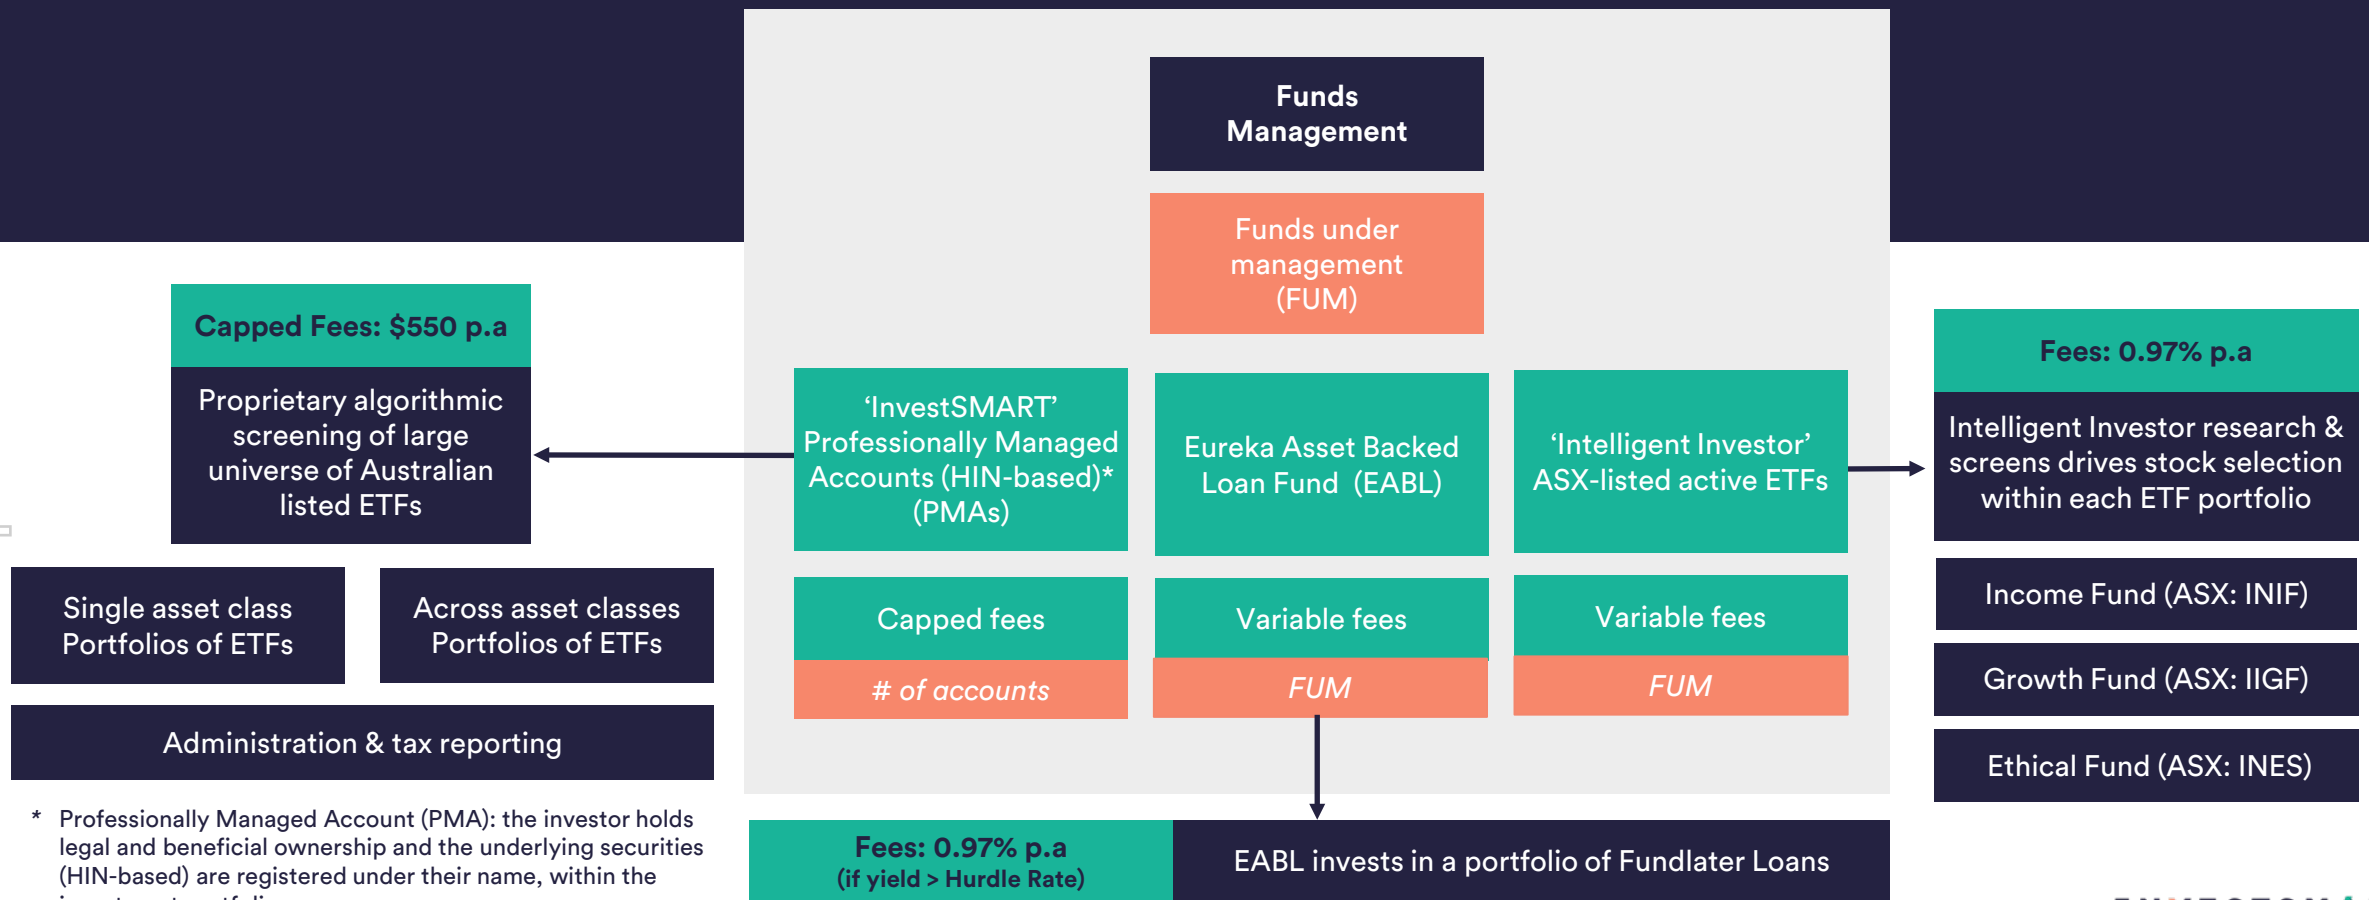 Funds
Management
Funds under
management
(FUM)
Capped Fees: $550 p.a
Proprietary algorithmic
screening of large
universe of Australian
listed ETFs
Single asset class
Portfolios of ETFs
Across asset classes
Portfolios of ETFs
Administration & tax reporting
* Professionally Managed Account (PMA): the investor holds
legal and beneficial ownership and the underlying securities
(HIN-based) are registered under their name, within the
‘InvestSMART’
Professionally Managed
Accounts (HIN-based)*
(PMAs)
Capped fees
# of accounts
Eureka Asset Backed
Loan Fund (EABL)
Variable fees
FUM
‘Intelligent Investor’
ASX-listed active ETFs
Variable fees
FUM
Fees: 0.97% p.a
(if yield > Hurdle Rate)
EABL invests in a portfolio of Fundlater Loans
Fees: 0.97% p.a
Intelligent Investor research &
screens drives stock selection
within each ETF portfolio
Income Fund (ASX: INIF)
Growth Fund (ASX: IIGF)
Ethical Fund (ASX: INES)